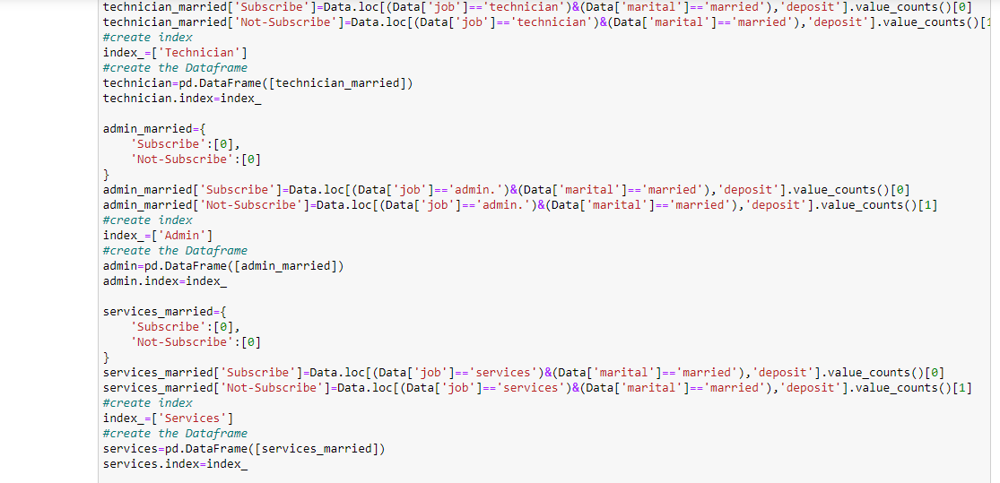 technician_married['Subscribe']=Data.loc[(Data['job']=='technician')&(Data['marital']=='married'),'deposit'].value_counts()[0]
technician_married['Not-Subscribe']=Data.loc[(Data['job']=='technician')&(Data['marital']=='married'),'deposit'].value_counts()[1
#create index
index_=['Technician']
#create the Dataframe
technician=pd.DataFrame([technician_married])
technician.index=index_
admin_married={
'Subscribe':[0],
'Not-Subscribe':[0]
}
admin_married['Subscribe']=Data.loc[(Data['job']=='admin.')&(Data['marital']=='married'),'deposit'].value_counts()[0]
admin_married['Not-Subscribe']=Data.loc[(Data['job']=='admin.')&(Data['marital']=='married'),'deposit'].value_counts()[1]
#create index
index_=['Admin']
#create the Dataframe
admin=pd.DataFrame([admin_married])
admin.index=index_
services_married={
'Subscribe':[0],
'Not-Subscribe':[0]
}
services_married['Subscribe']=Data.loc[(Data['job']=='services')&(Data['marital']=='married'),'deposit'].value_counts()[0]
services_married['Not-Subscribe']=Data.loc[(Data['job']=='services')&(Data['marital']=='married'),'deposit'].value_counts()[1]
#create index
index_=['Services']
#create the Dataframe
services=pd.DataFrame([services_married])
services.index=index_